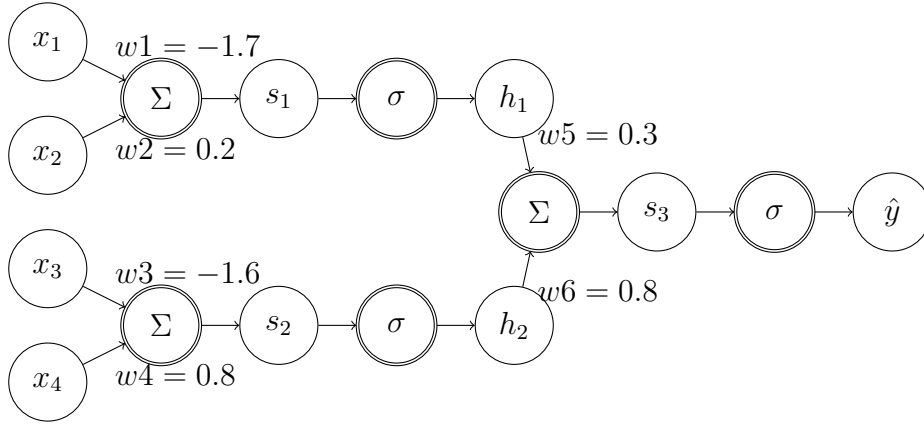 x₁
w1 = −1.7
Σ
s₁
σ
h₁
x₂
w2 = 0.2
w5 = 0.3
Σ
s₃
σ
ŷ
x₃
w3 = −1.6
Σ
s₂
σ
h₂
w6 = 0.8
x₄
w4 = 0.8